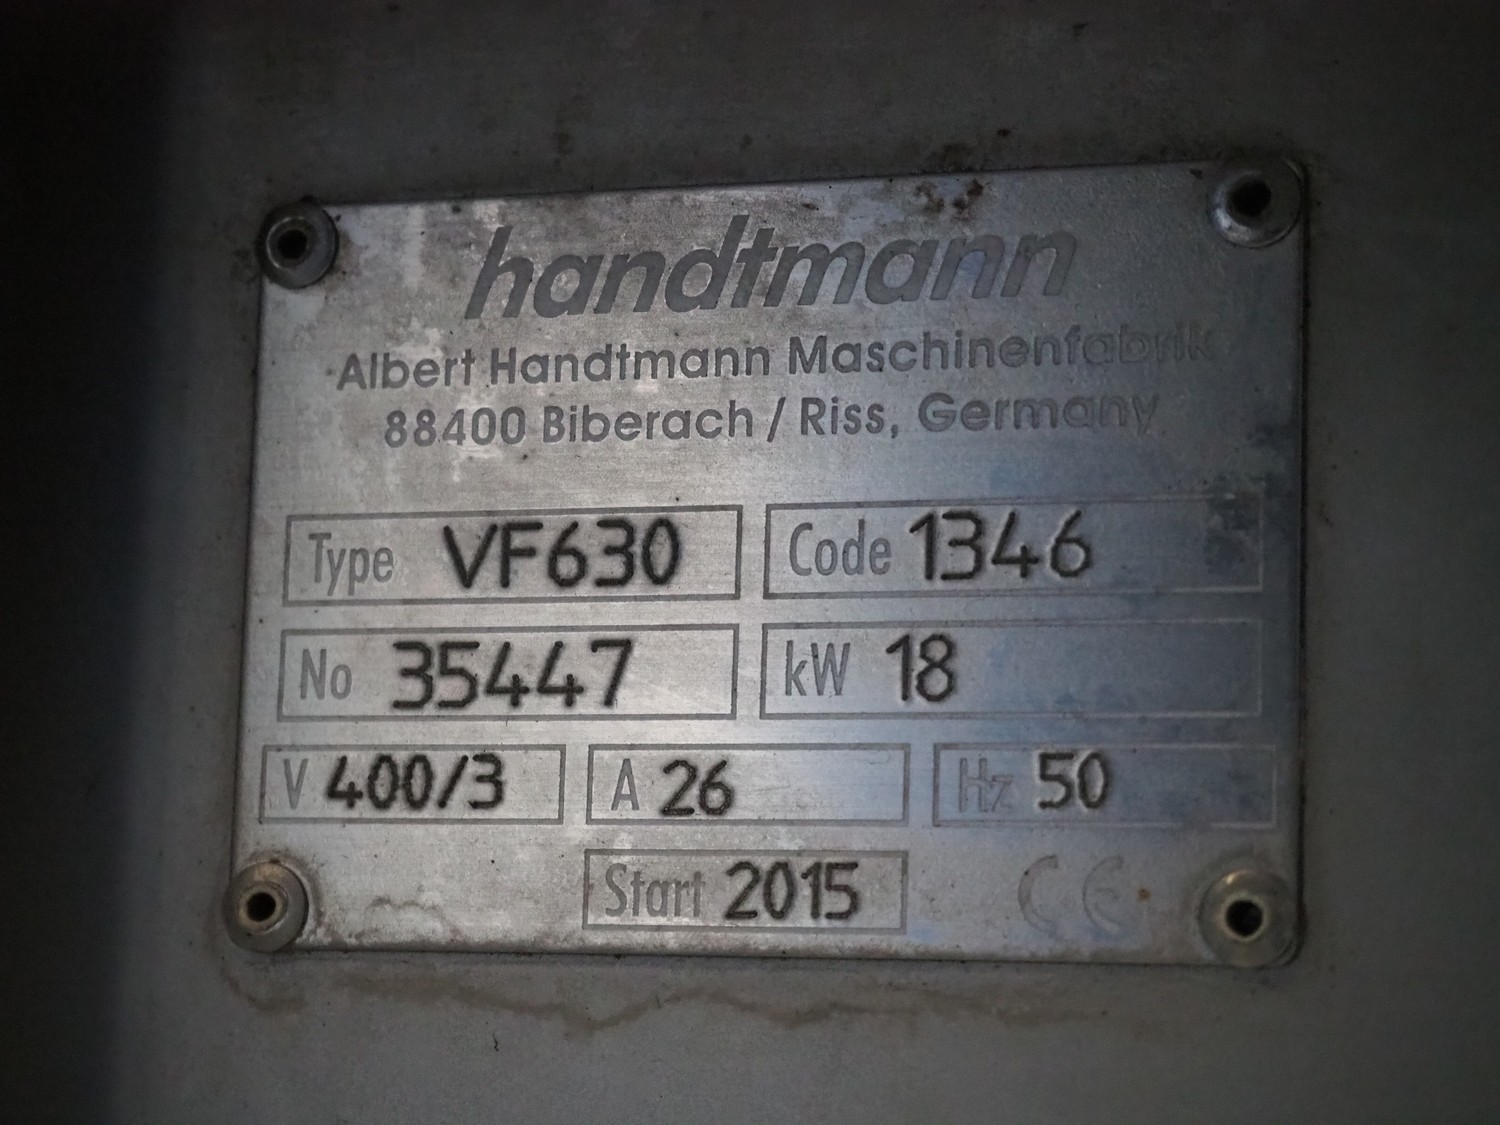 handtmann
Albert Handtmann Maschinenfabrik
88400 Biberach / Riss, Germany
Type VF630 Code 1346
No 35447 kW 18
V 400/3 A 26 Hz 50
Start 2015 CE